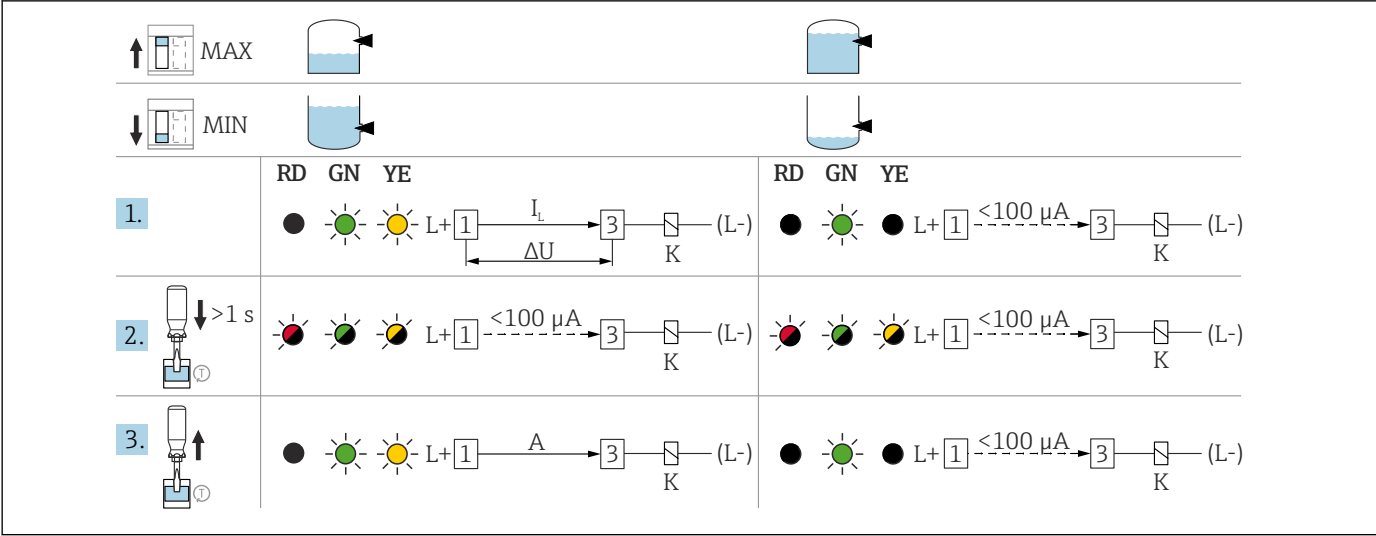 MAX
MIN
RD GN YE RD GN YE
1. L+ 1 I_L 3 (L-) L+ 1 <100 µA 3 (L-)
ΔU K K
2. >1 s L+ 1 <100 µA 3 (L-) L+ 1 <100 µA 3 (L-)
T K K
3. L+ 1 A 3 (L-) L+ 1 <100 µA 3 (L-)
T K K